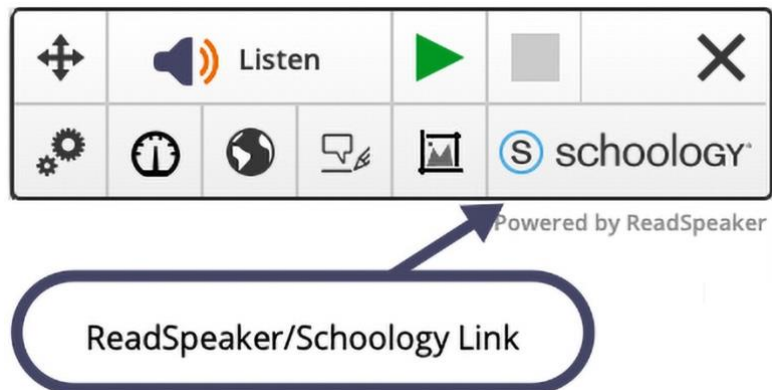 Listen
S schoology
Powered by ReadSpeaker
ReadSpeaker/Schoology Link